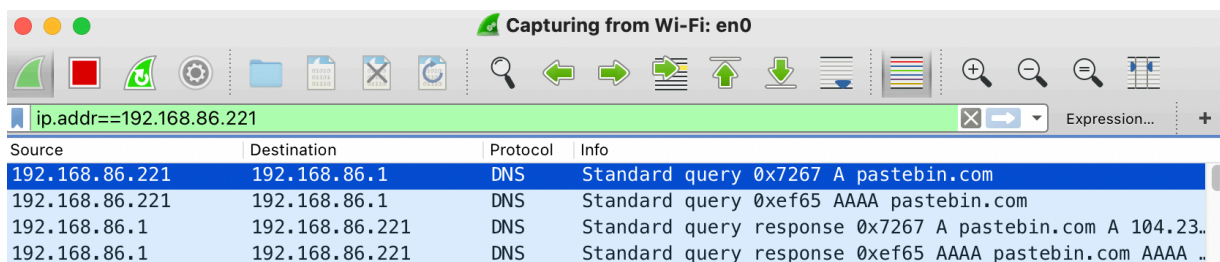 Capturing from Wi-Fi: en0
ip.addr==192.168.86.221 Expression... +
Source Destination Protocol Info
192.168.86.221 192.168.86.1 DNS Standard query 0x7267 A pastebin.com
192.168.86.221 192.168.86.1 DNS Standard query 0xef65 AAAA pastebin.com
192.168.86.1 192.168.86.221 DNS Standard query response 0x7267 A pastebin.com A 104.23…
192.168.86.1 192.168.86.221 DNS Standard query response 0xef65 AAAA pastebin.com AAAA …